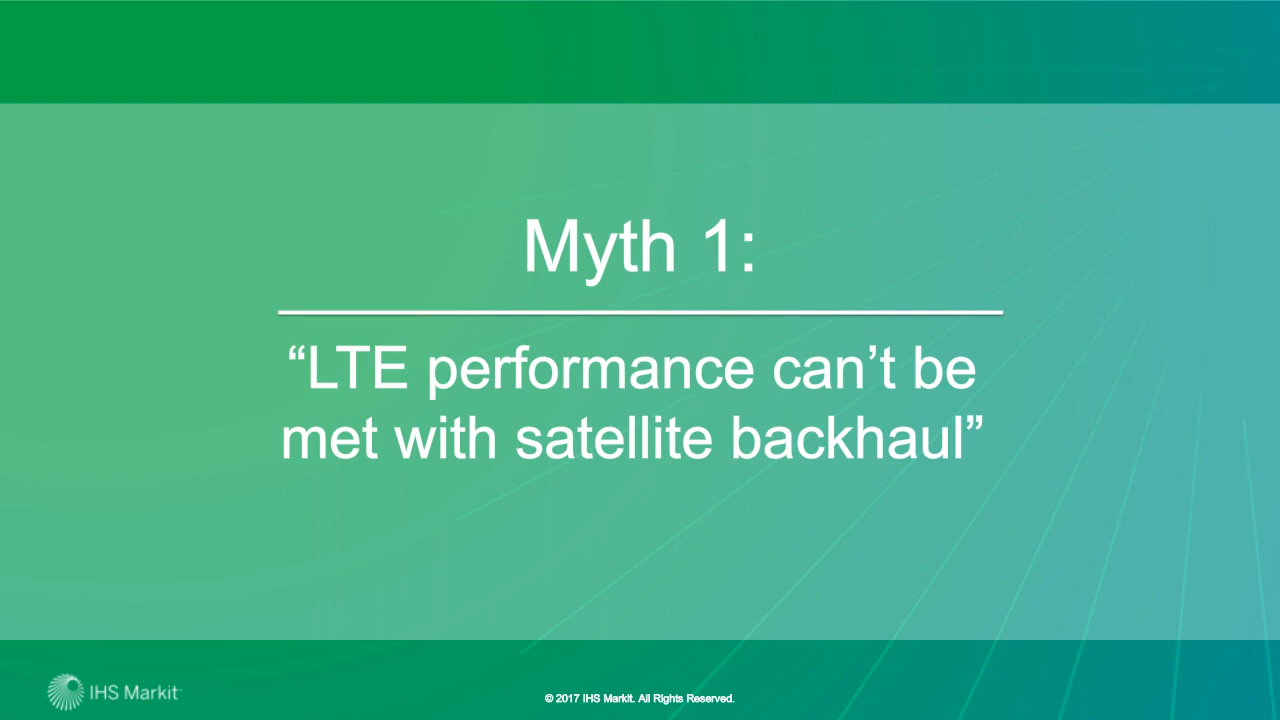 Myth 1:
“LTE performance can’t be
met with satellite backhaul”
IHS Markit
© 2017 IHS Markit. All Rights Reserved.